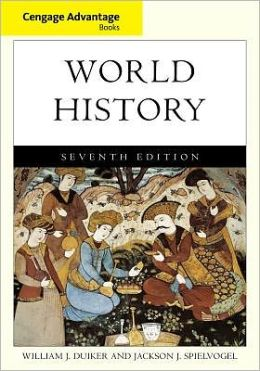 Cengage Advantage
Books
WORLD
HISTORY
SEVENTH EDITION
WILLIAM J. DUIKER AND JACKSON J. SPIELVOGEL